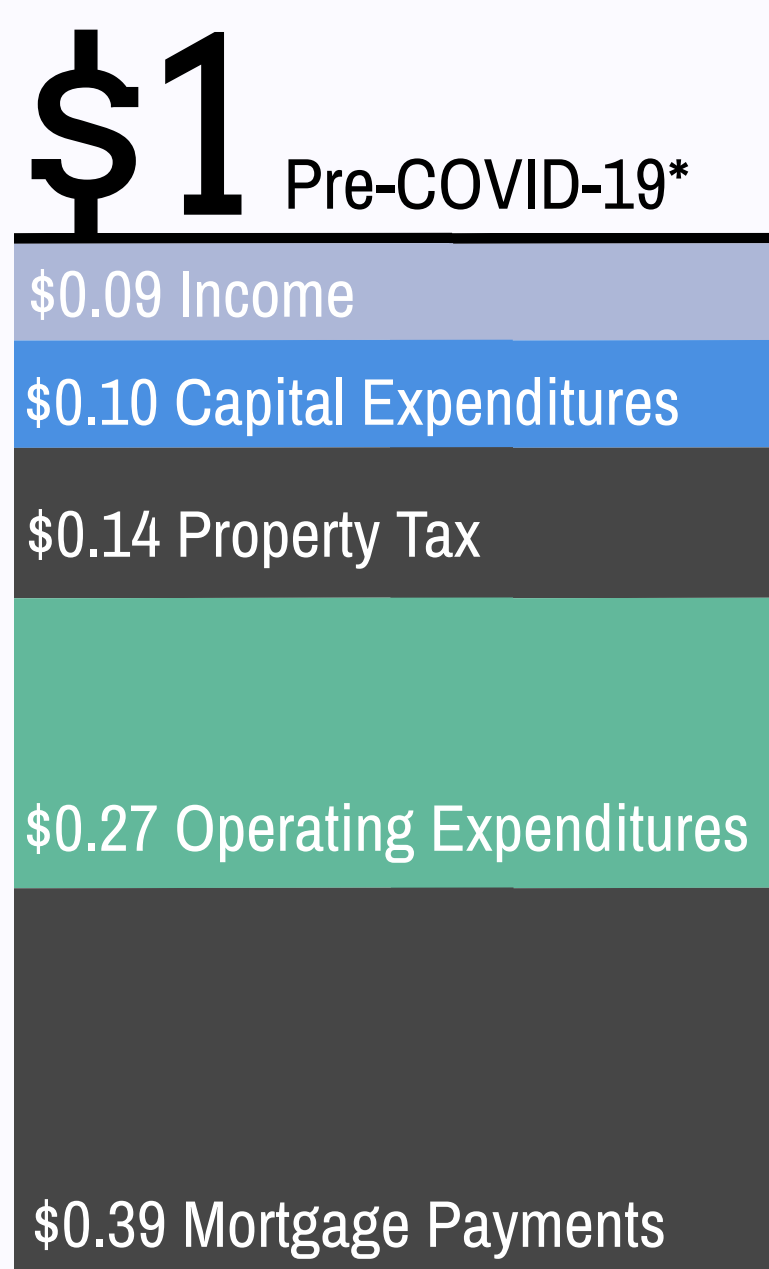 $1 Pre-COVID-19*
$0.09 Income
$0.10 Capital Expenditures
$0.14 Property Tax
$0.27 Operating Expenditures
$0.39 Mortgage Payments